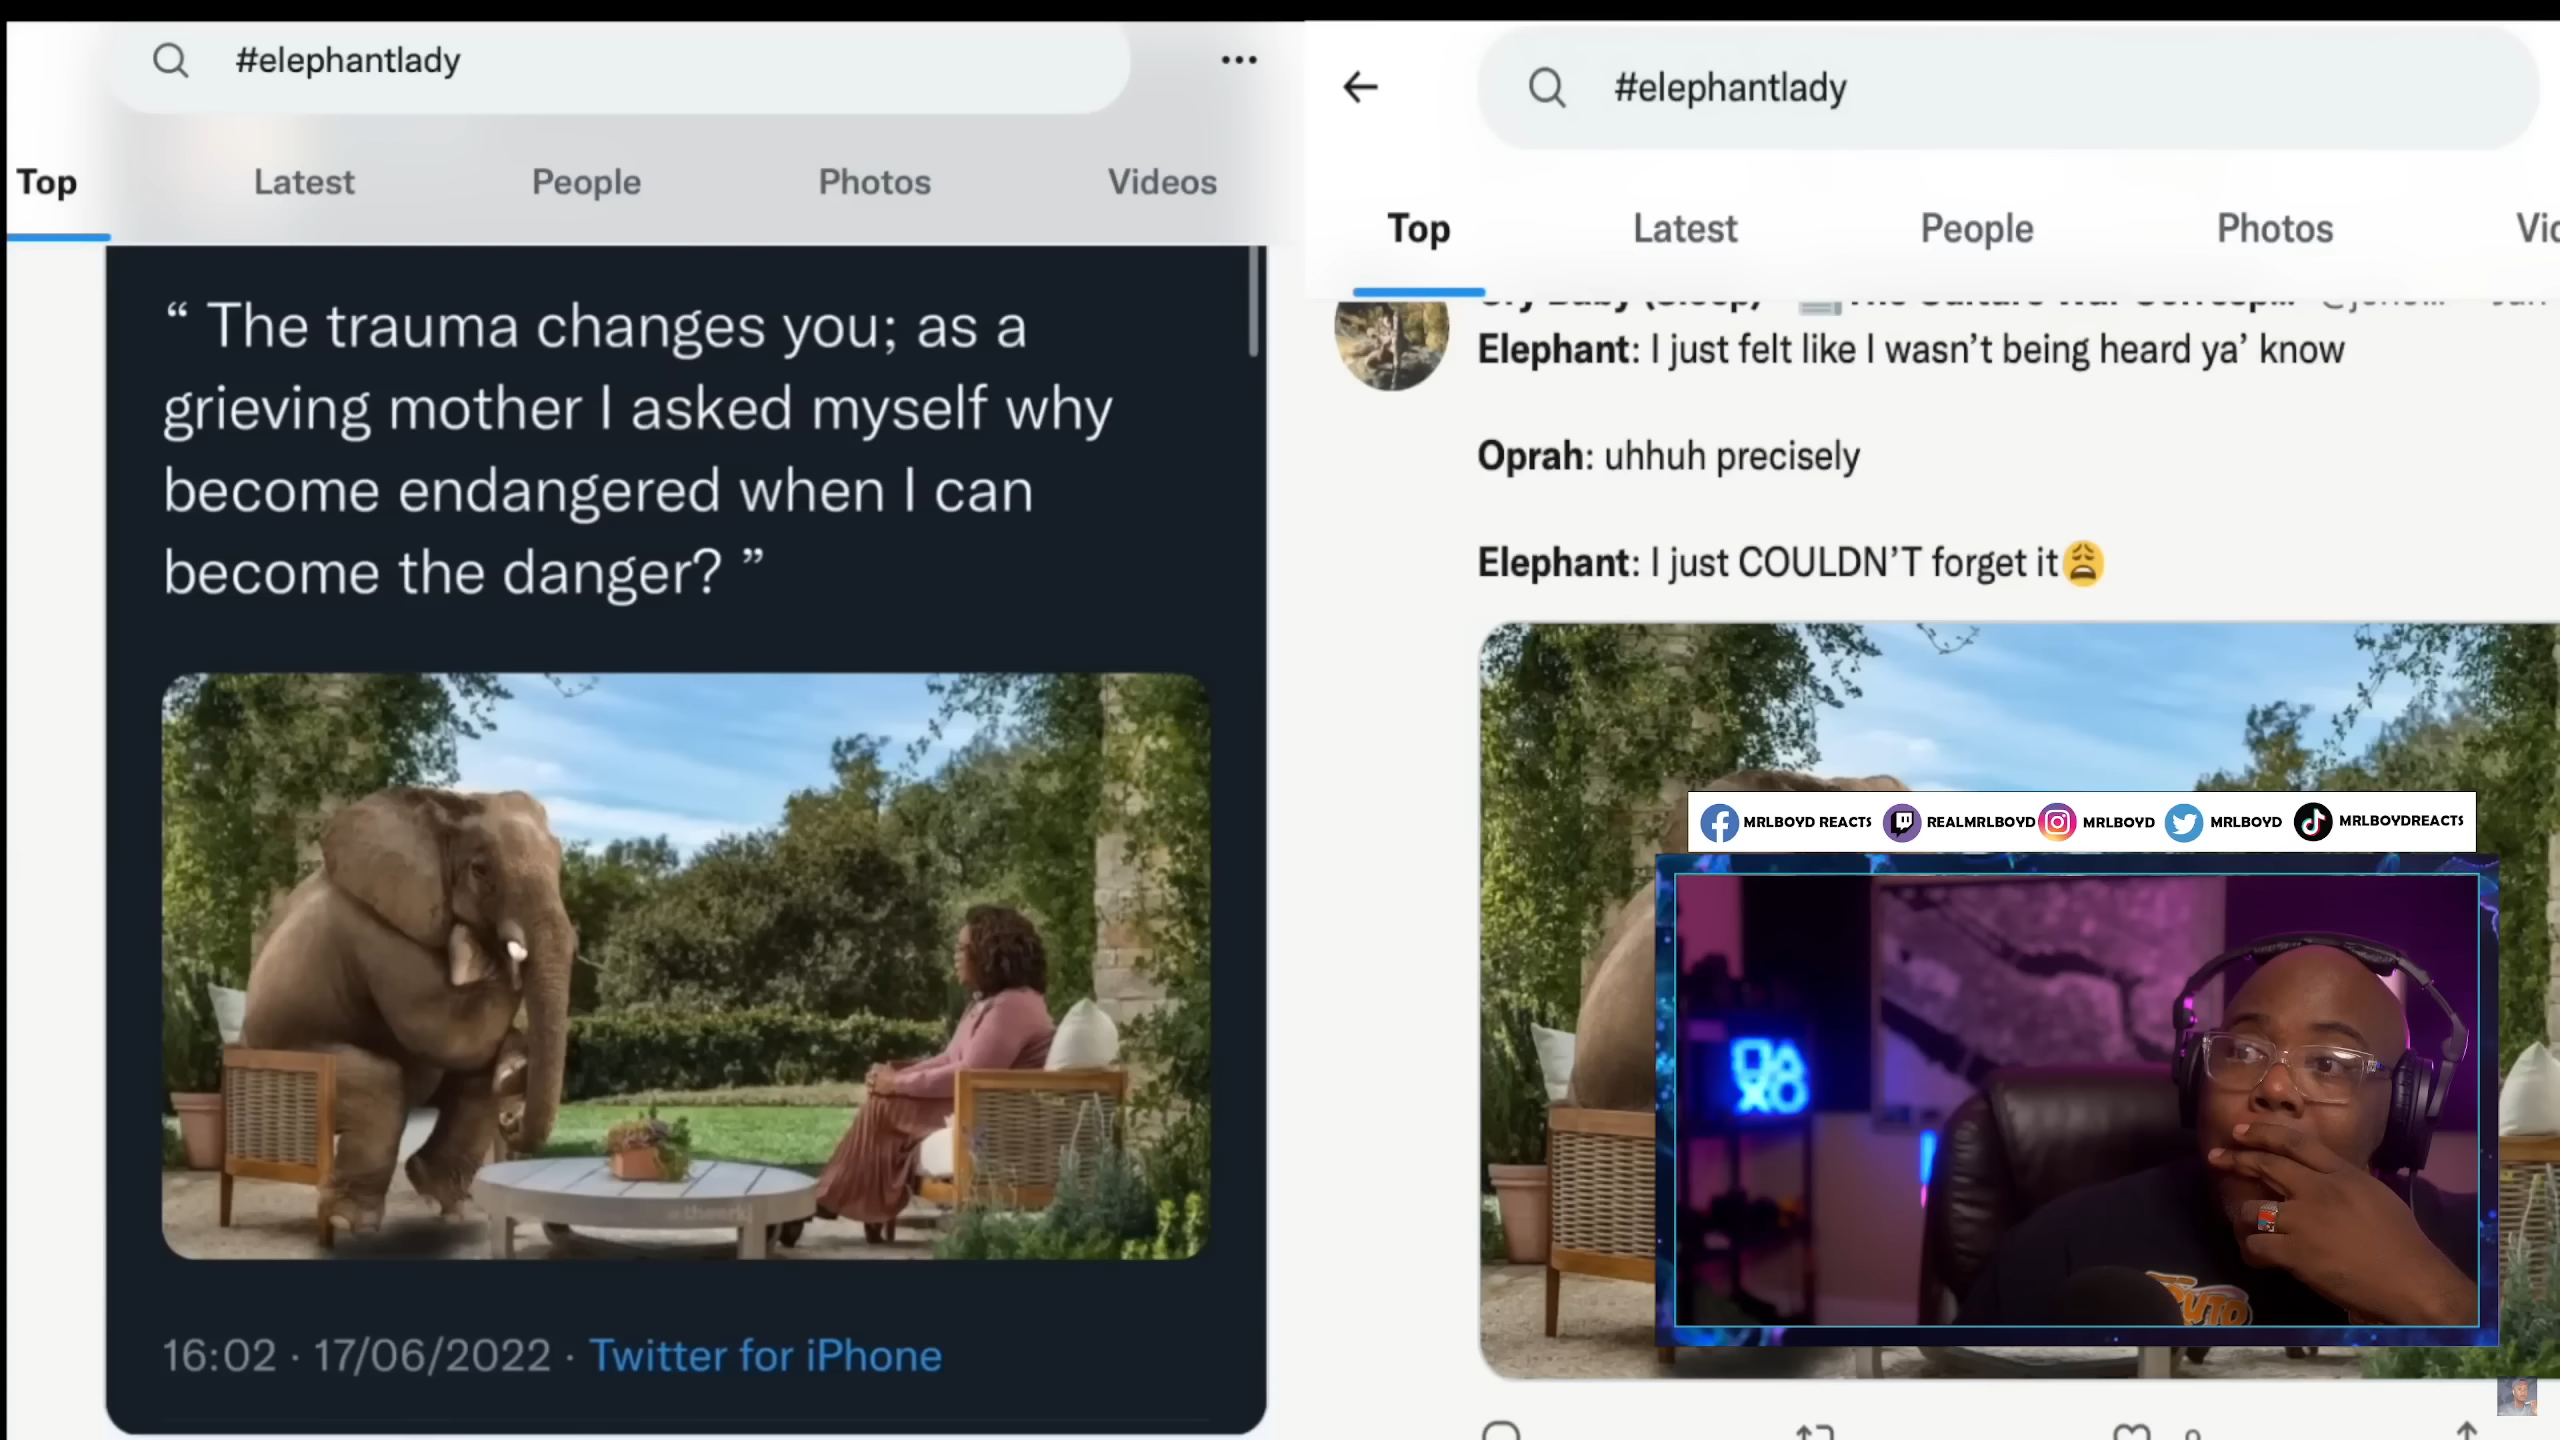 #elephantlady
Top Latest People Photos Videos
“ The trauma changes you; as a
grieving mother I asked myself why
become endangered when I can
become the danger? ”
16:02 · 17/06/2022 · Twitter for iPhone
#elephantlady
Top Latest People Photos
Elephant: I just felt like I wasn’t being heard ya’ know
Oprah: uhhuh precisely
Elephant: I just COULDN’T forget it😩
MRLBOYD REACTS REALMRLBOYD MRLBOYD MRLBOYD MRLBOYDREACTS